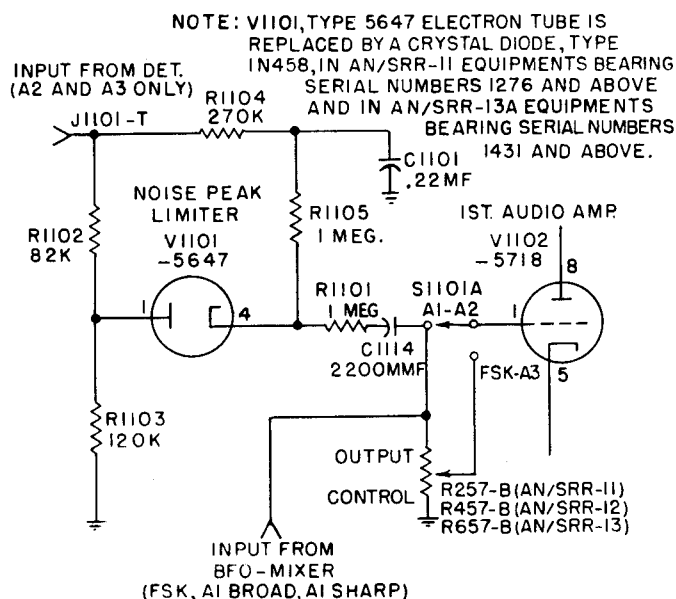 NOTE: V1101, TYPE 5647 ELECTRON TUBE IS
REPLACED BY A CRYSTAL DIODE, TYPE
IN458, IN AN/SRR-11 EQUIPMENTS BEARING
SERIAL NUMBERS 1276 AND ABOVE
AND IN AN/SRR-13A EQUIPMENTS
BEARING SERIAL NUMBERS
1431 AND ABOVE.
INPUT FROM DET.
(A2 AND A3 ONLY)
J1101-T
R1104
270K
C1101
.22MF
NOISE PEAK
LIMITER
V1101
-5647
R1102
82K
R1105
1 MEG.
1ST. AUDIO AMP.
V1102
-5718
8
1
4
R1101
1 MEG
C1114
2200MMF
S1101A
A1-A2
1
5
FSK-A3
R1103
120K
OUTPUT
CONTROL
R257-B(AN/SRR-11)
R457-B(AN/SRR-12)
R657-B(AN/SRR-13)
INPUT FROM
BFO-MIXER
(FSK, A1 BROAD, A1 SHARP)